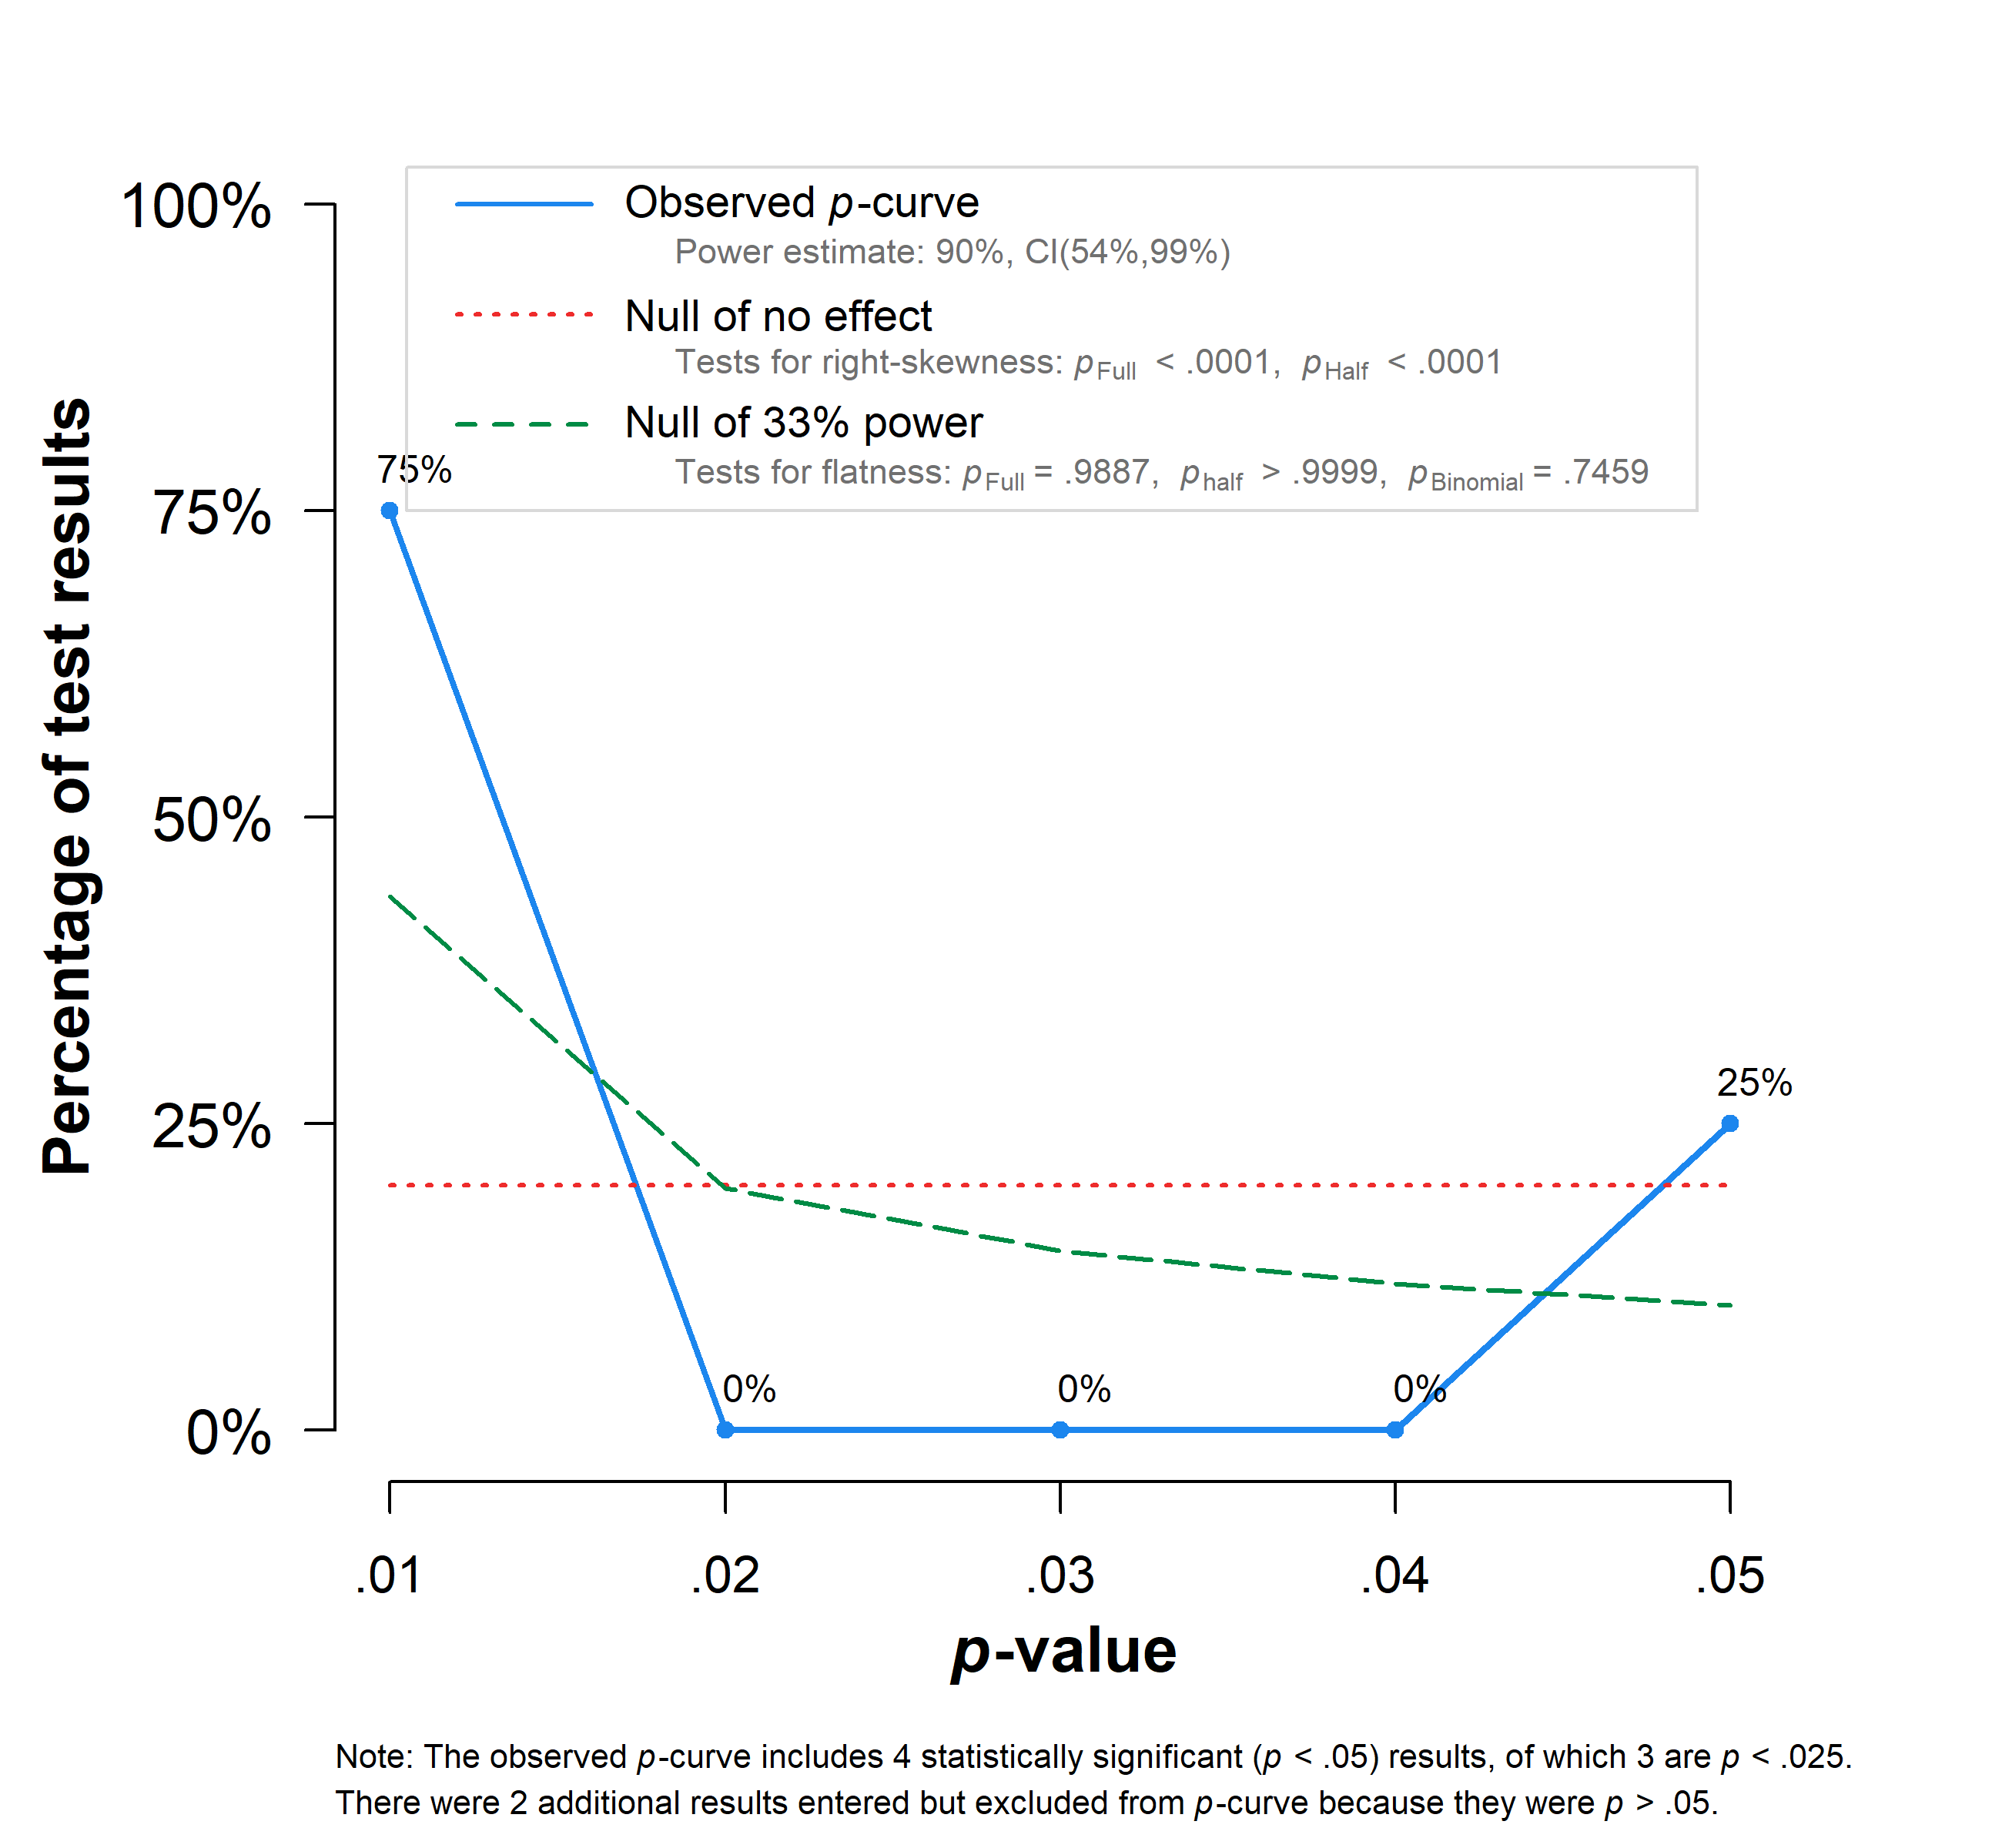 100%
75%
50%
25%
0%
Percentage of test results
Observed p-curve
Power estimate: 90%, CI(54%,99%)
Null of no effect
Tests for right-skewness: pFull < .0001, pHalf < .0001
Null of 33% power
Tests for flatness: pFull = .9887, phalf > .9999, pBinomial = .7459
75%
0%
0%
0%
25%
.01
.02
.03
.04
.05
p-value
Note: The observed p-curve includes 4 statistically significant (p < .05) results, of which 3 are p < .025.
There were 2 additional results entered but excluded from p-curve because they were p > .05.